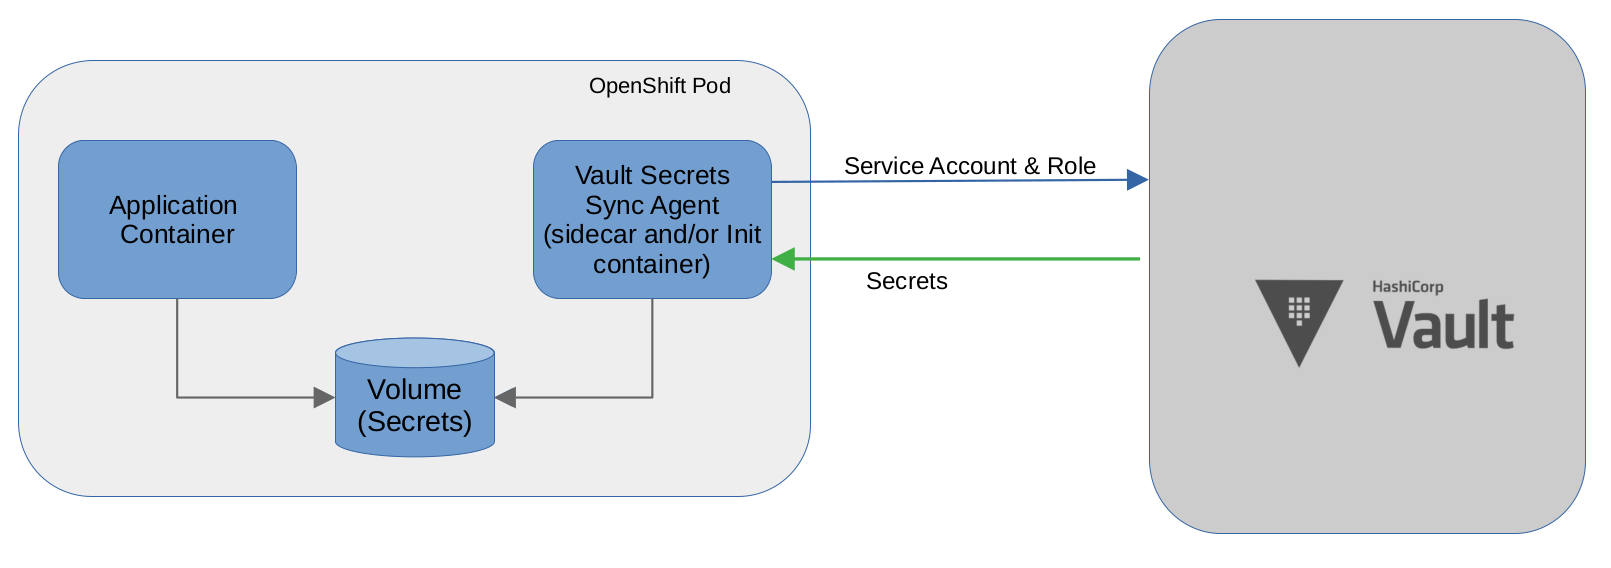 OpenShift Pod
Application
Container
Vault Secrets
Sync Agent
(sidecar and/or Init
container)
Volume
(Secrets)
Service Account & Role
Secrets
HashiCorp
Vault